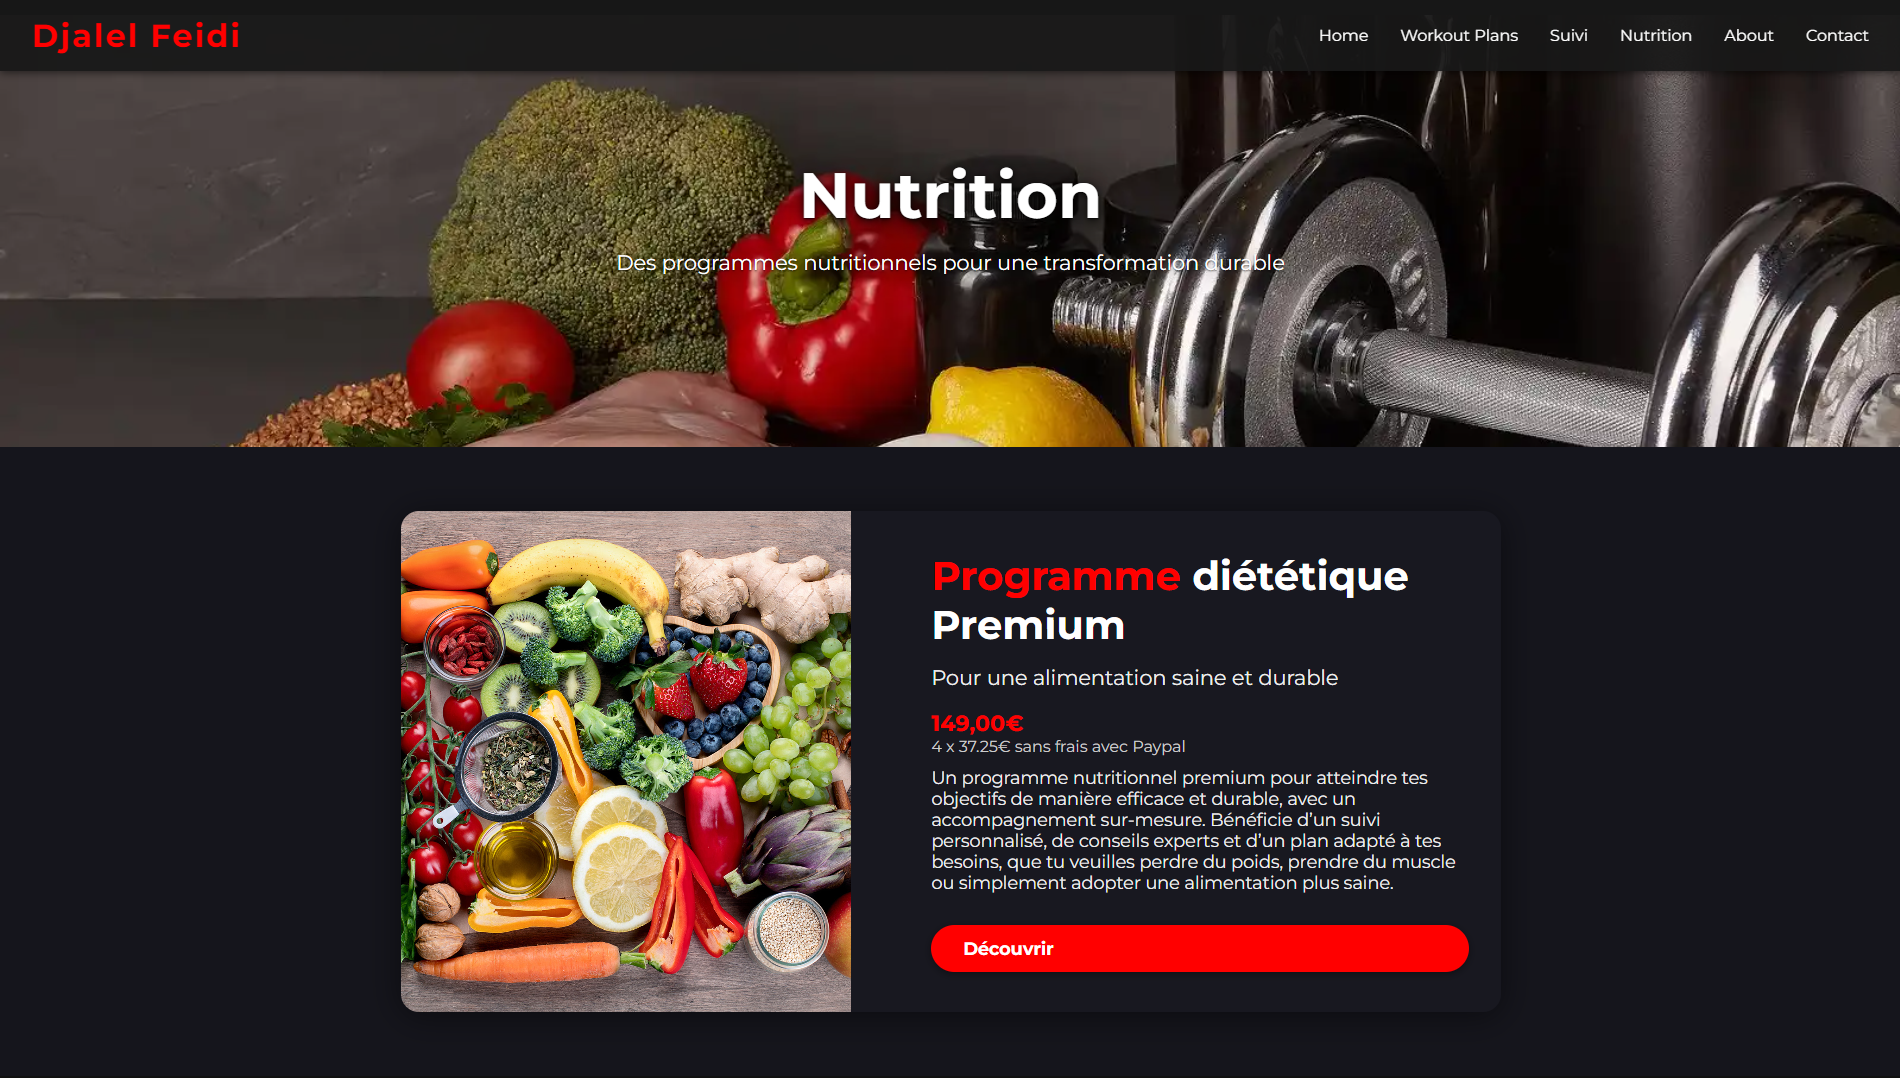 Djalel Feidi
Home Workout Plans Suivi Nutrition About Contact
Nutrition
Des programmes nutritionnels pour une transformation durable
Programme diététique
Premium
Pour une alimentation saine et durable
149,00€
4 x 37.25€ sans frais avec Paypal
Un programme nutritionnel premium pour atteindre tes
objectifs de manière efficace et durable, avec un
accompagnement sur-mesure. Bénéficie d’un suivi
personnalisé, de conseils experts et d’un plan adapté à tes
besoins, que tu veuilles perdre du poids, prendre du muscle
ou simplement adopter une alimentation plus saine.
Découvrir